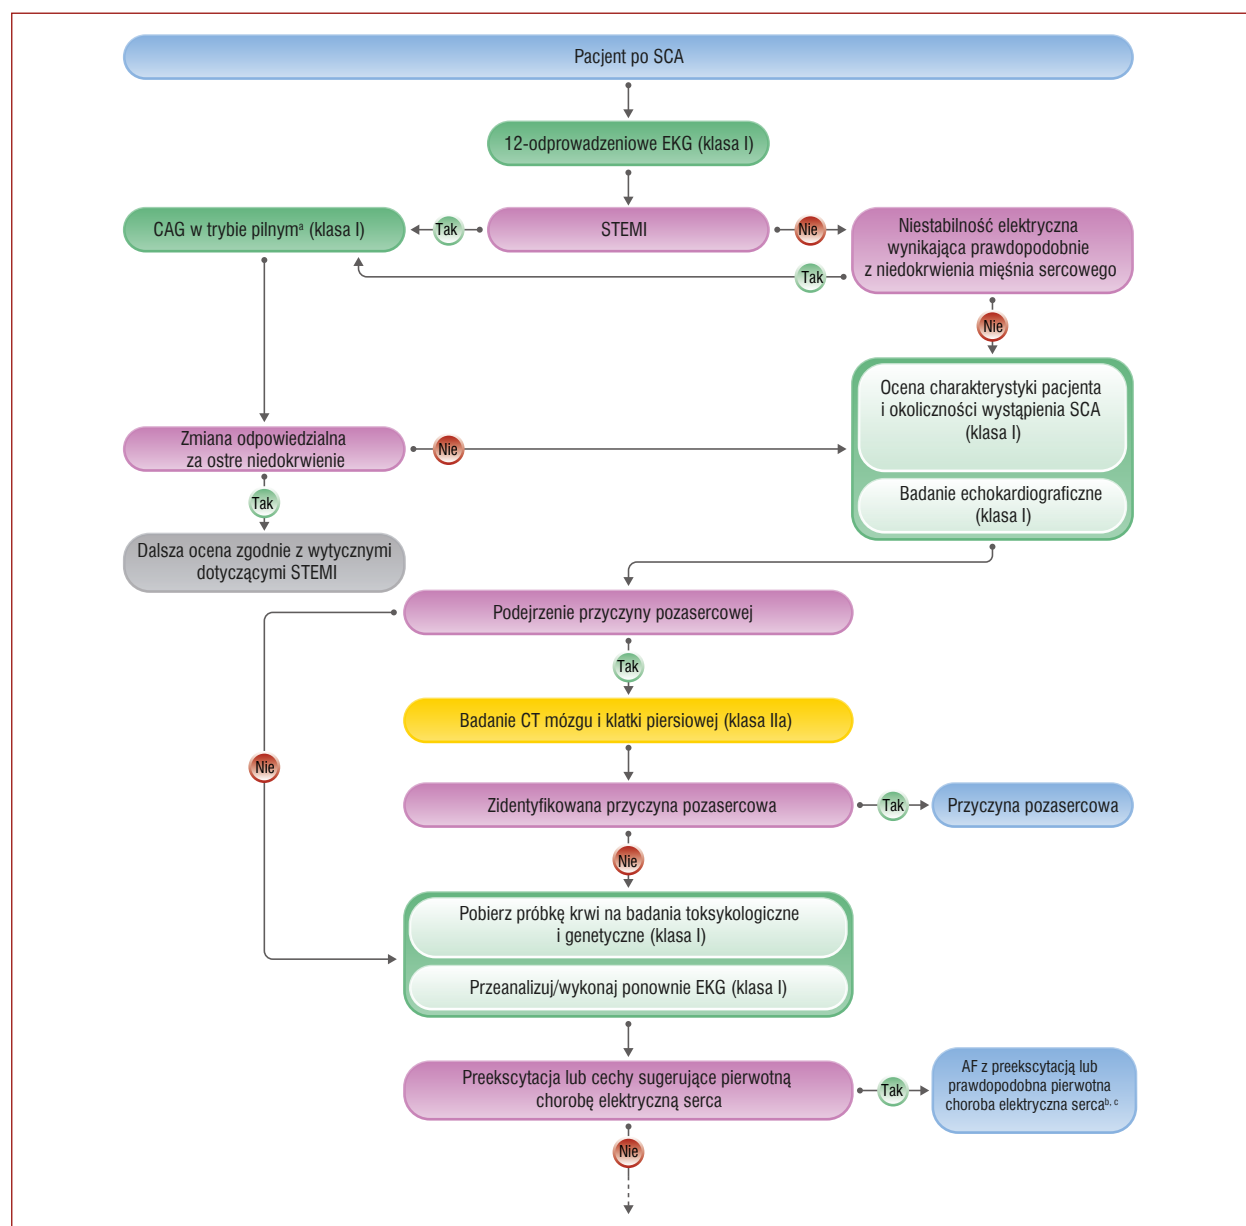 Pacjent po SCA
12-odprowadzeniowe EKG (klasa I)
CAG w trybie pilnymᵃ (klasa I)
Tak
STEMI
Nie
Niestabilność elektryczna
wynikająca prawdopodobnie
z niedokrwienia mięśnia sercowego
Tak
Nie
Ocena charakterystyki pacjenta
i okoliczności wystąpienia SCA
(klasa I)
Zmiana odpowiedzialna
za ostre niedokrwienie
Nie
Badanie echokardiograficzne
(klasa I)
Tak
Dalsza ocena zgodnie z wytycznymi
dotyczącymi STEMI
Podejrzenie przyczyny pozasercowej
Tak
Badanie CT mózgu i klatki piersiowej (klasa IIa)
Nie
Zidentyfikowana przyczyna pozasercowa
Tak
Przyczyna pozasercowa
Nie
Pobierz próbkę krwi na badania toksykologiczne
i genetyczne (klasa I)
Przeanalizuj/wykonaj ponownie EKG (klasa I)
Preekscytacja lub cechy sugerujące pierwotną
chorobę elektryczną serca
Tak
AF z preekscytacją lub
prawdopodobna pierwotna
choroba elektryczna sercaᵇ, ᶜ
Nie